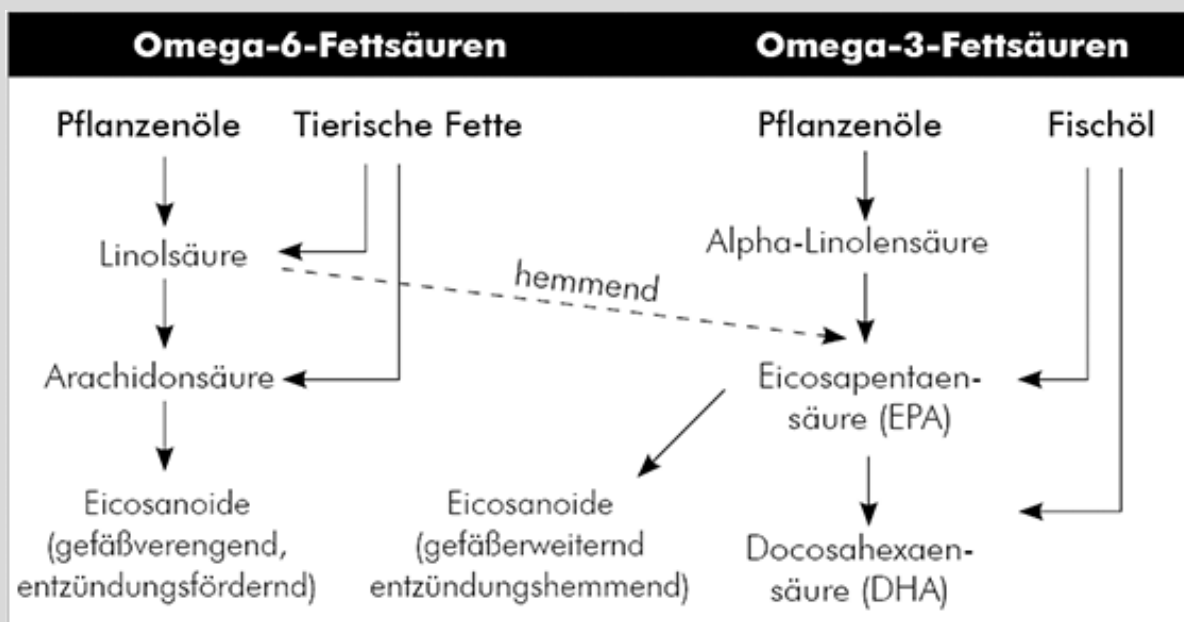 Omega-6-Fettsäuren
Omega-3-Fettsäuren
Pflanzenöle
Tierische Fette
Pflanzenöle
Fischöl
Linolsäure
Alpha-Linolensäure
hemmend
Arachidonsäure
Eicosapentaen-
säure (EPA)
Eicosanoide
(gefäßverengend,
entzündungsfördernd)
Eicosanoide
(gefäßerweiternd
entzündungshemmend)
Docosahexaen-
säure (DHA)